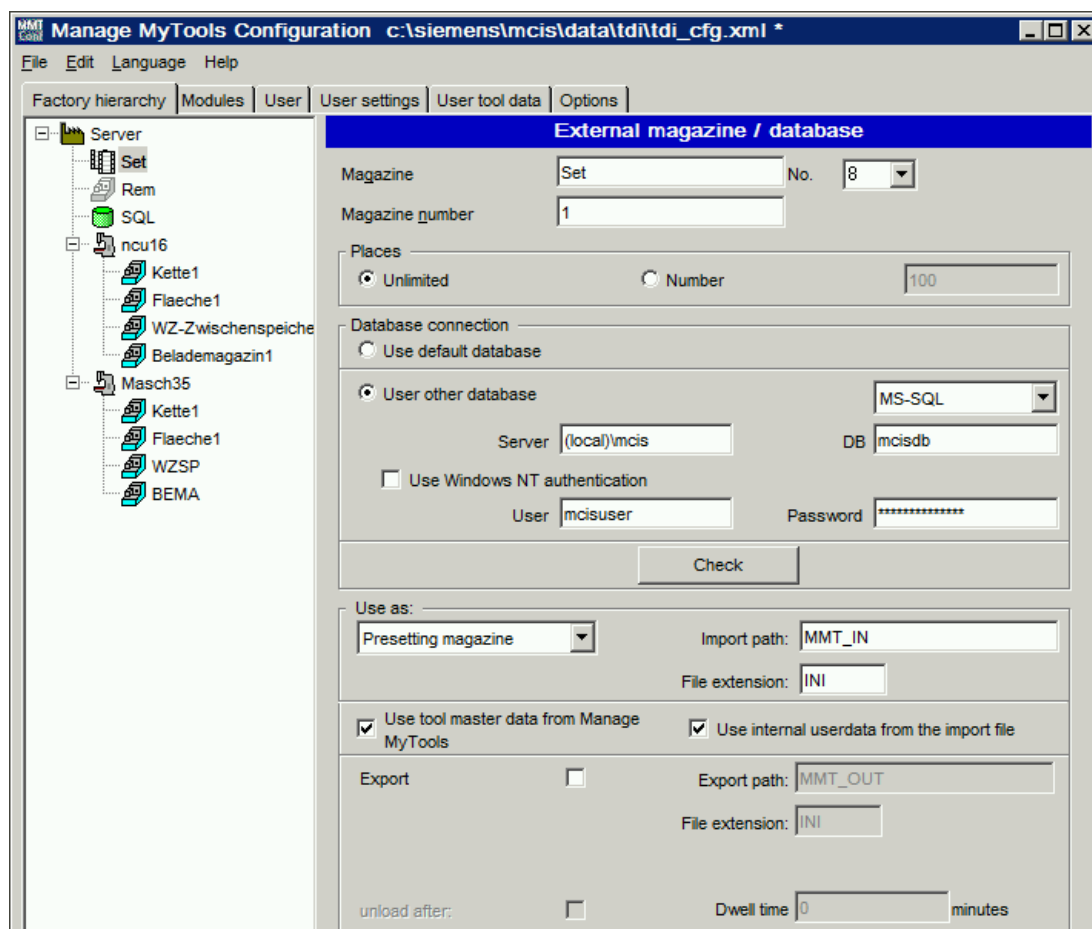 MMT Conf Manage MyTools Configuration c:\siemens\mcis\data\tdi\tdi_cfg.xml *
File Edit Language Help
Factory hierarchy Modules User User settings User tool data Options
Server
Set
Rem
SQL
ncu16
Kette1
Flaeche1
WZ-Zwischenspeiche
Belademagazin1
Masch35
Kette1
Flaeche1
WZSP
BEMA
External magazine / database
Magazine Set No. 8
Magazine number 1
Places
Unlimited Number 100
Database connection
Use default database
User other database MS-SQL
Server (local)\mcis DB mcisdb
Use Windows NT authentication
User mcisuser Password **************
Check
Use as:
Presetting magazine Import path: MMT_IN
File extension: INI
Use tool master data from Manage
MyTools
Use internal userdata from the import file
Export Export path: MMT_OUT
File extension: INI
unload after: Dwell time 0 minutes